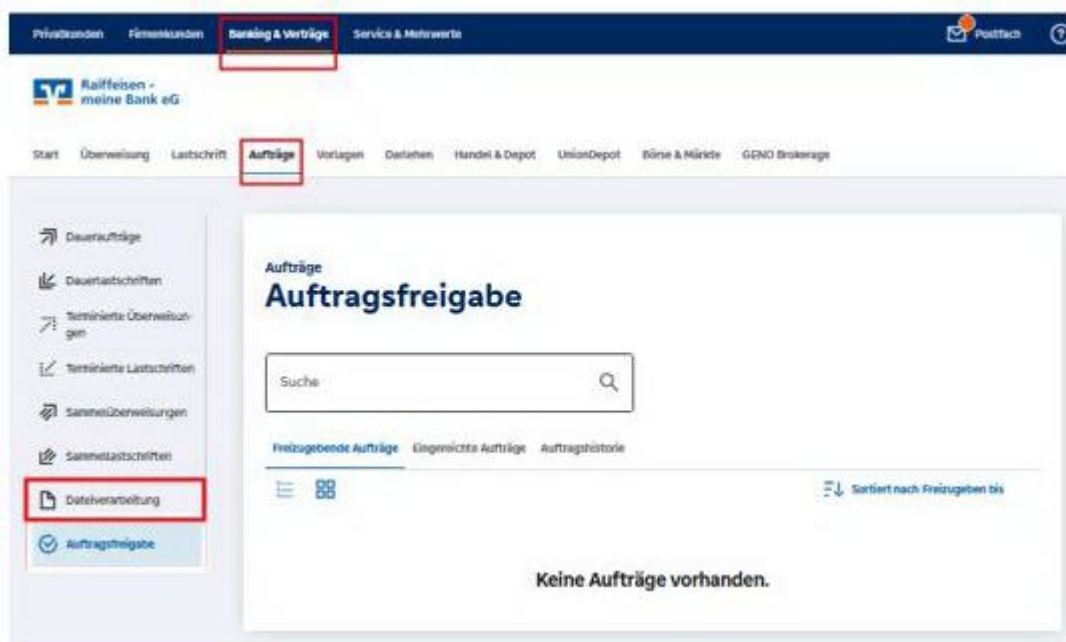 Privatkunden Firmenkunden Banking & Verträge Service & Mehrwerte Postfach
Raiffeisen -
meine Bank eG
Start Überweisung Lastschrift Aufträge Vorlagen Darlehen Handel & Depot UnionDepot Börse & Märkte GENO Brokerage
Daueraufträge
Dauerlastschriften
Terminierte Überweisun-
gen
Terminierte Lastschriften
Sammelüberweisungen
Sammellastschriften
Dateiverarbeitung
Auftragsfreigabe
Aufträge
Auftragsfreigabe
Suche
Freizugebende Aufträge Eingereichte Aufträge Auftragshistorie
Sortiert nach Freizugeben bis
Keine Aufträge vorhanden.